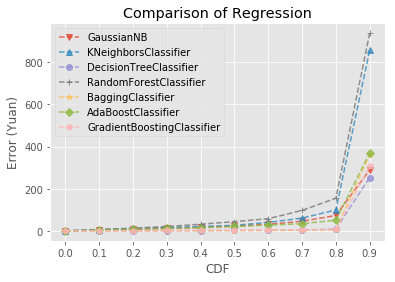 Comparison of Regression
GaussianNB
KNeighborsClassifier
DecisionTreeClassifier
RandomForestClassifier
BaggingClassifier
AdaBoostClassifier
GradientBoostingClassifier
Error (Yuan)
800
600
400
200
0
0.0 0.1 0.2 0.3 0.4 0.5 0.6 0.7 0.8 0.9
CDF